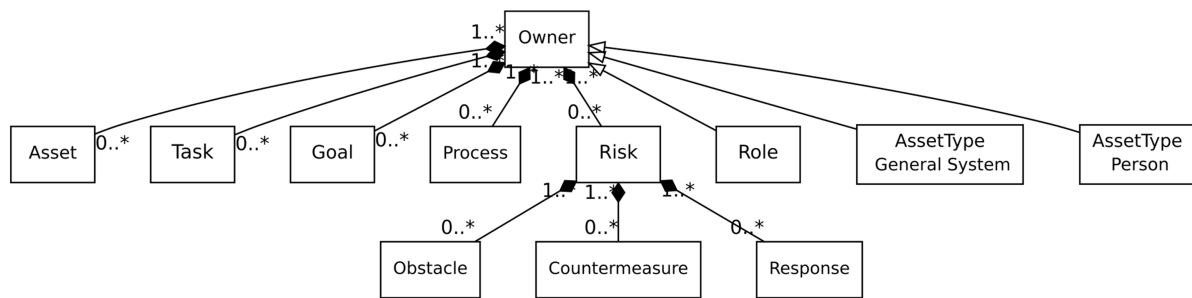 Owner
1..*
1..*
1..*
1..*
1..*
0..*
0..*
0..*
0..*
0..*
Asset
Task
Goal
Process
Risk
Role
AssetType
General System
AssetType
Person
1..*
1..*
1..*
0..*
0..*
0..*
Obstacle
Countermeasure
Response